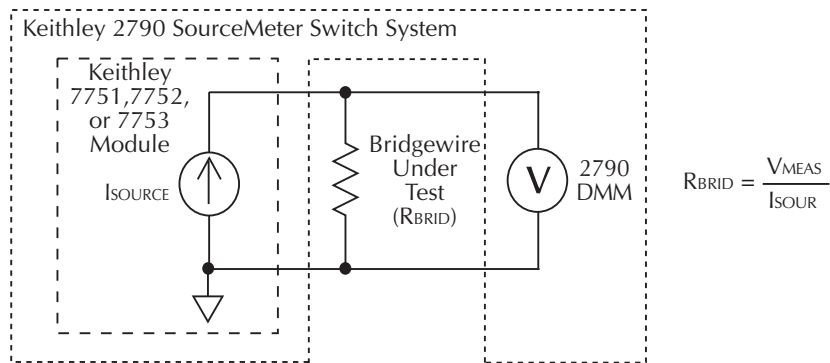 Keithley 2790 SourceMeter Switch System
Keithley
7751,7752,
or 7753
Module
ISOURCE
Bridgewire
Under
Test
(RBRID)
V
2790
DMM
RBRID = VMEAS
ISOUR